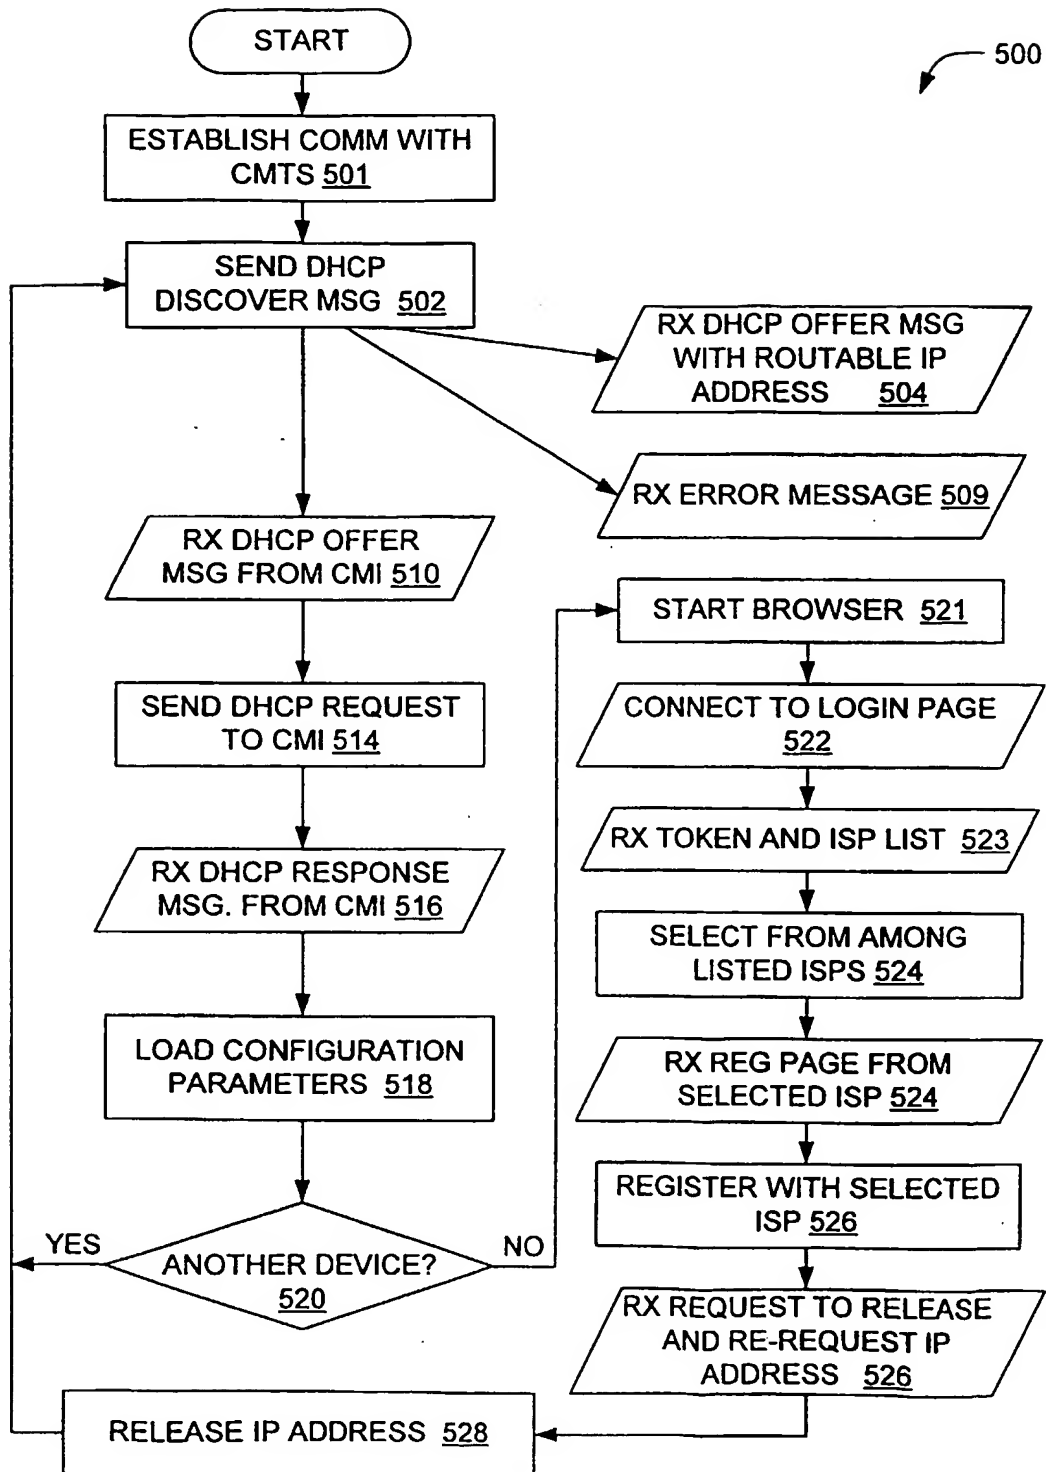 START
500
ESTABLISH COMM WITH
CMTS 501
SEND DHCP
DISCOVER MSG 502
RX DHCP OFFER MSG
WITH ROUTABLE IP
ADDRESS 504
RX ERROR MESSAGE 509
RX DHCP OFFER
MSG FROM CMI 510
SEND DHCP REQUEST
TO CMI 514
RX DHCP RESPONSE
MSG. FROM CMI 516
LOAD CONFIGURATION
PARAMETERS 518
YES
ANOTHER DEVICE?
520
NO
START BROWSER 521
CONNECT TO LOGIN PAGE
522
RX TOKEN AND ISP LIST 523
SELECT FROM AMONG
LISTED ISPS 524
RX REG PAGE FROM
SELECTED ISP 524
REGISTER WITH SELECTED
ISP 526
RX REQUEST TO RELEASE
AND RE-REQUEST IP
ADDRESS 526
RELEASE IP ADDRESS 528